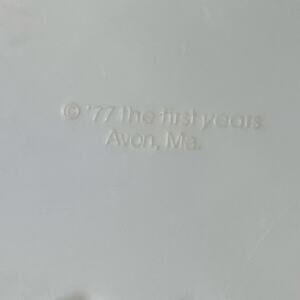 © '77 the first years
Avon, Ma.